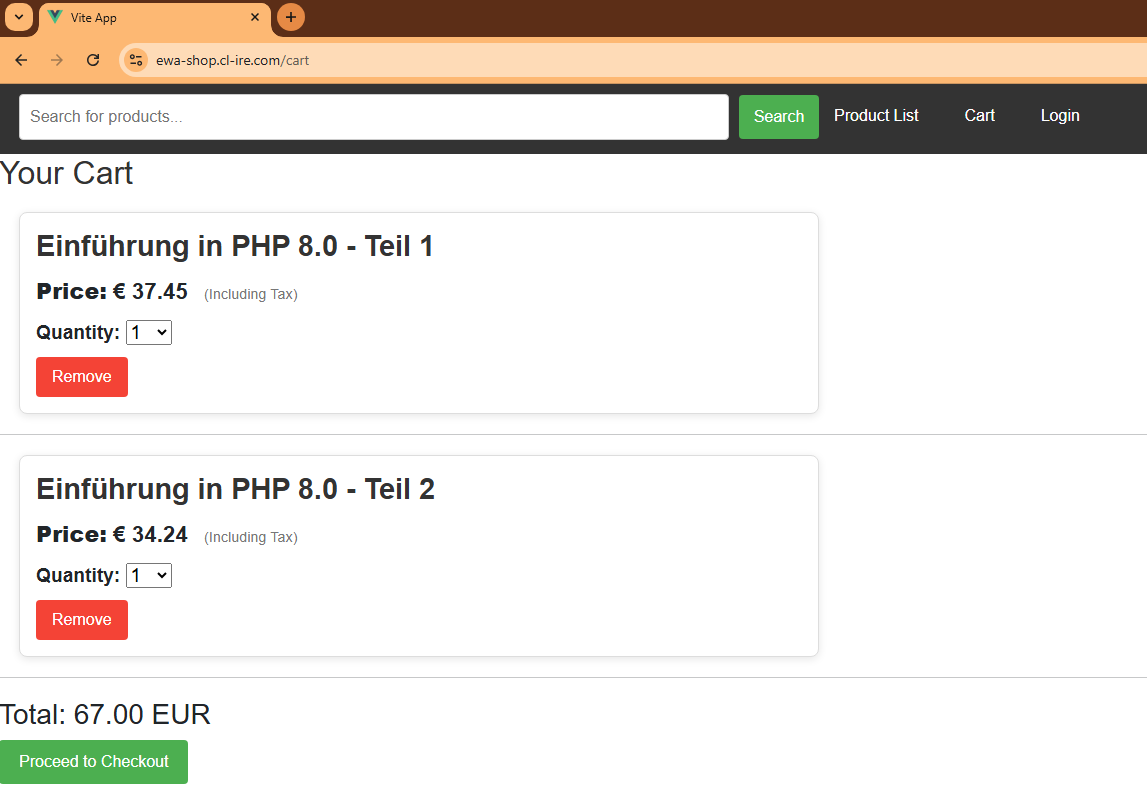 Vite App
ewa-shop.cl-ire.com/cart
Search for products... Search Product List Cart Login
Your Cart
Einführung in PHP 8.0 - Teil 1
Price: € 37.45 (Including Tax)
Quantity: 1
Remove
Einführung in PHP 8.0 - Teil 2
Price: € 34.24 (Including Tax)
Quantity: 1
Remove
Total: 67.00 EUR
Proceed to Checkout